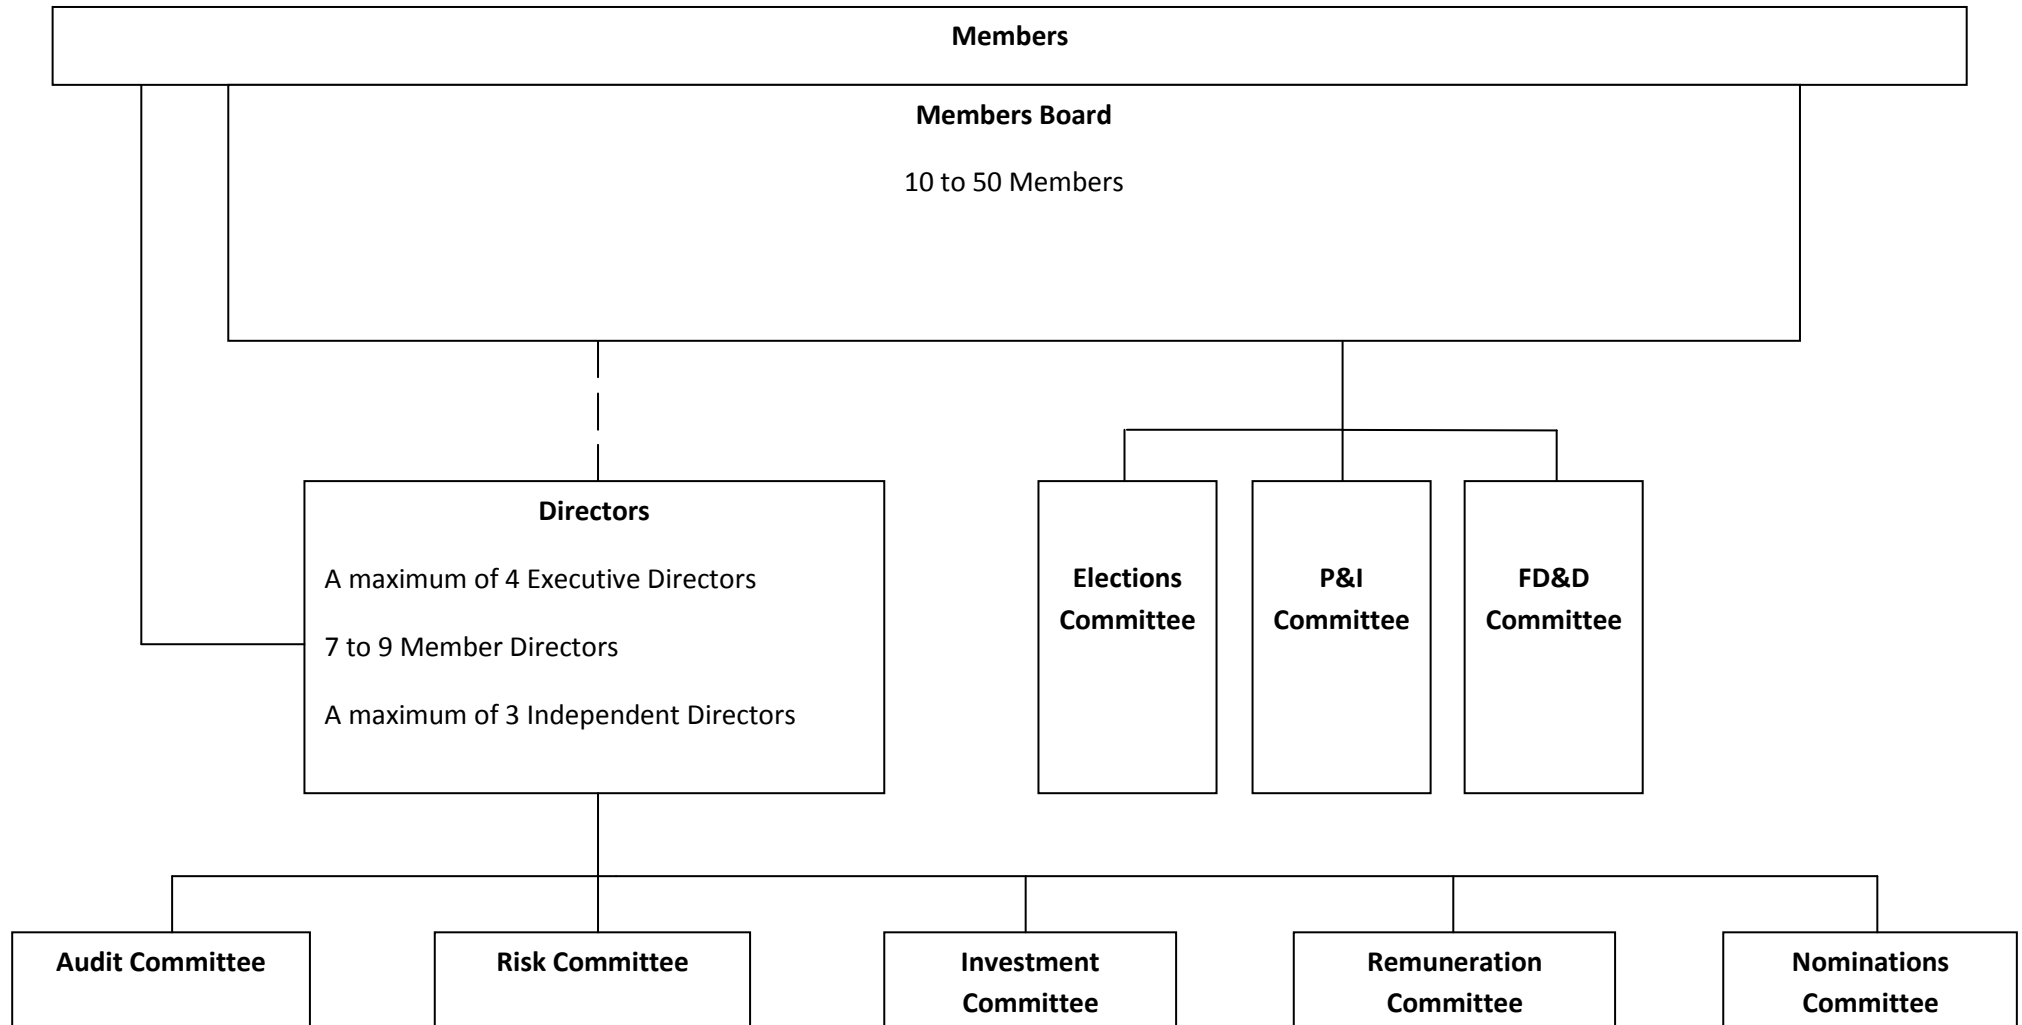 Members
Members Board
10 to 50 Members
Directors
A maximum of 4 Executive Directors
7 to 9 Member Directors
A maximum of 3 Independent Directors
Elections
Committee
P&I
Committee
FD&D
Committee
Audit Committee
Risk Committee
Investment
Committee
Remuneration
Committee
Nominations
Committee